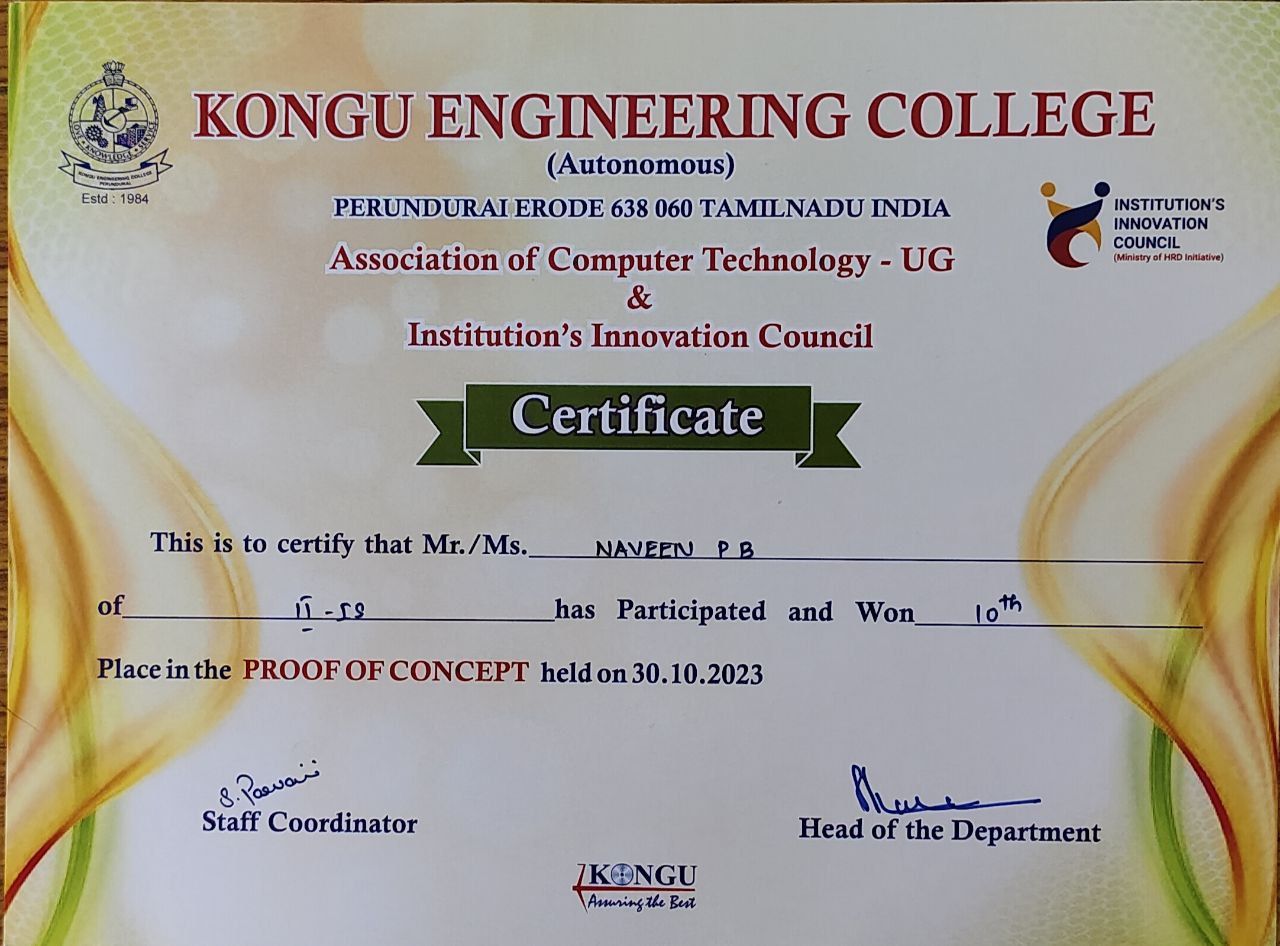 KONGU ENGINEERING COLLEGE
(Autonomous)
PERUNDURAI ERODE 638 060 TAMILNADU INDIA
KNOWLEDGE
KONGU ENGINEERING COLLEGE
PERUNDURAI
Estd : 1984
INSTITUTION'S
INNOVATION
COUNCIL
(Ministry of HRD Initiative)
Association of Computer Technology - UG
&
Institution's Innovation Council
Certificate
This is to certify that Mr./Ms. NAVEEN P B
of II - has Participated and Won 10th
Place in the PROOF OF CONCEPT held on 30.10.2023
Staff Coordinator
Head of the Department
KONGU
Assuring the Best